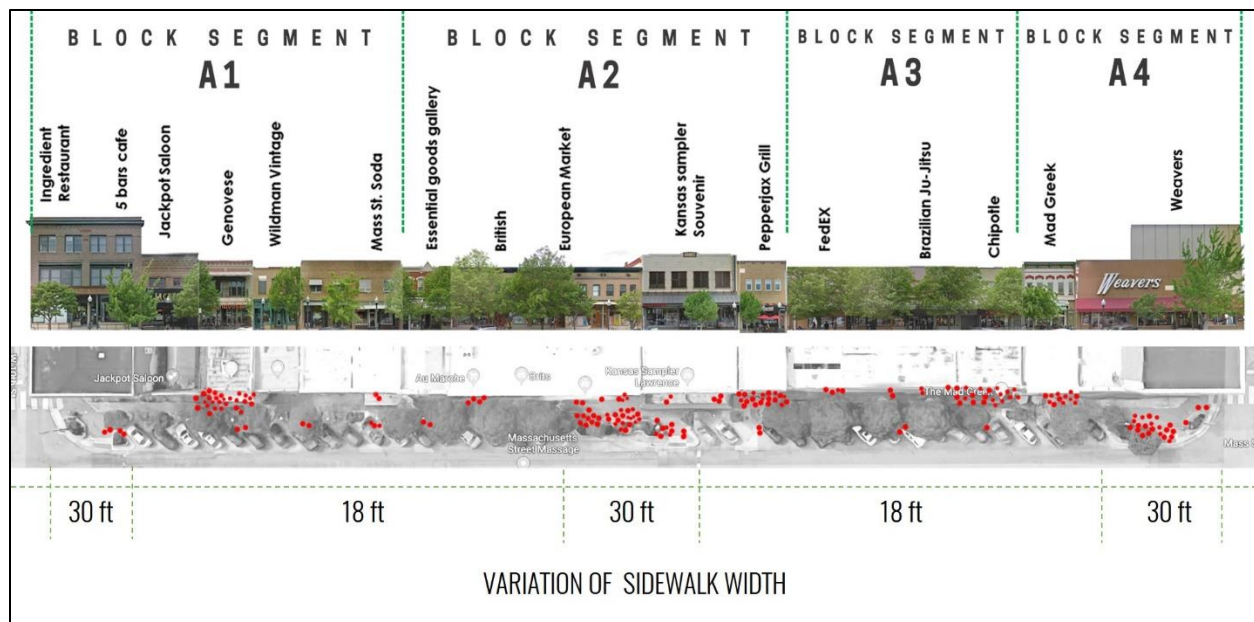 BLOCK SEGMENT
A1
BLOCK SEGMENT
A2
BLOCK SEGMENT
A3
BLOCK SEGMENT
A4
Ingredient
Restaurant
5 bars cafe
Jackpot Saloon
Genovese
Wildman Vintage
Mass St. Soda
Essential goods gallery
British
European Market
Kansas sampler
Souvenir
Pepperjax Grill
FedEX
Brazilian Ju-Jitsu
Chipotle
Mad Greek
Weavers
Weavers
Jackpot Saloon
Au Marche
Brits
Kansas Sampler
Lawrence
The Mad Greek
Massachusetts
Street Massage
Mass S
30 ft
18 ft
30 ft
18 ft
30 ft
VARIATION OF SIDEWALK WIDTH